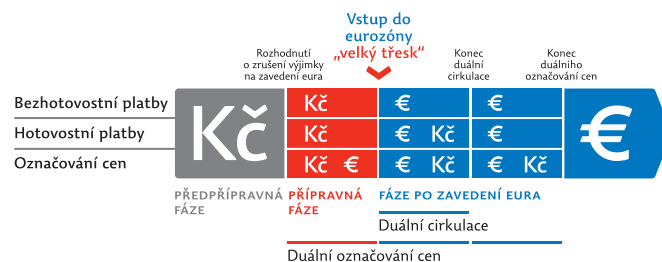 Vstup do
eurozóny
„velký třesk“
Rozhodnutí
o zrušení výjimky
na zavedení eura
Konec
duální
cirkulace
Konec
duálního
označování cen
Bezhotovostní platby
Hotovostní platby
Označování cen
Kč
Kč
€
€
Kč
€ Kč
€
Kč €
€ Kč
€ Kč
€
PŘEDPŘÍPRAVNÁ
FÁZE
PŘÍPRAVNÁ
FÁZE
FÁZE PO ZAVEDENÍ EURA
Duální cirkulace
Duální označování cen